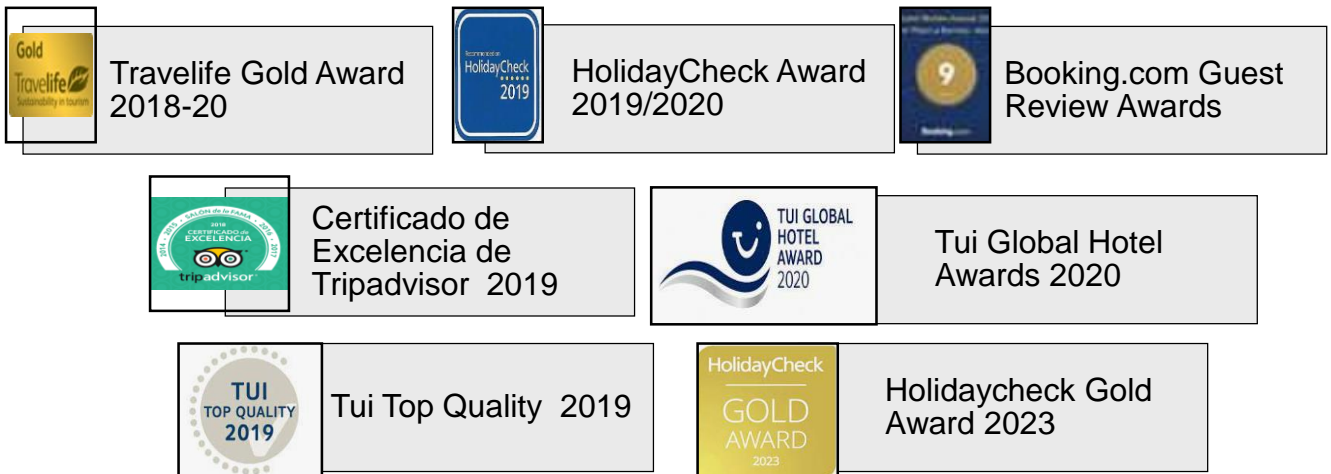 Gold
Travelife
Sustainability in tourism
Travelife Gold Award
2018-20
Recommendation
HolidayCheck
2019
HolidayCheck Award
2019/2020
9
Booking.com
Booking.com Guest
Review Awards
2014 · 2015 · SALÓN de la FAMA · 2016 · 2017
2018
CERTIFICADO de
EXCELENCIA
tripadvisor
Certificado de
Excelencia de
Tripadvisor 2019
TUI GLOBAL
HOTEL
AWARD
2020
Tui Global Hotel
Awards 2020
TUI
TOP QUALITY
2019
Tui Top Quality 2019
HolidayCheck
GOLD
AWARD
2023
Holidaycheck Gold
Award 2023